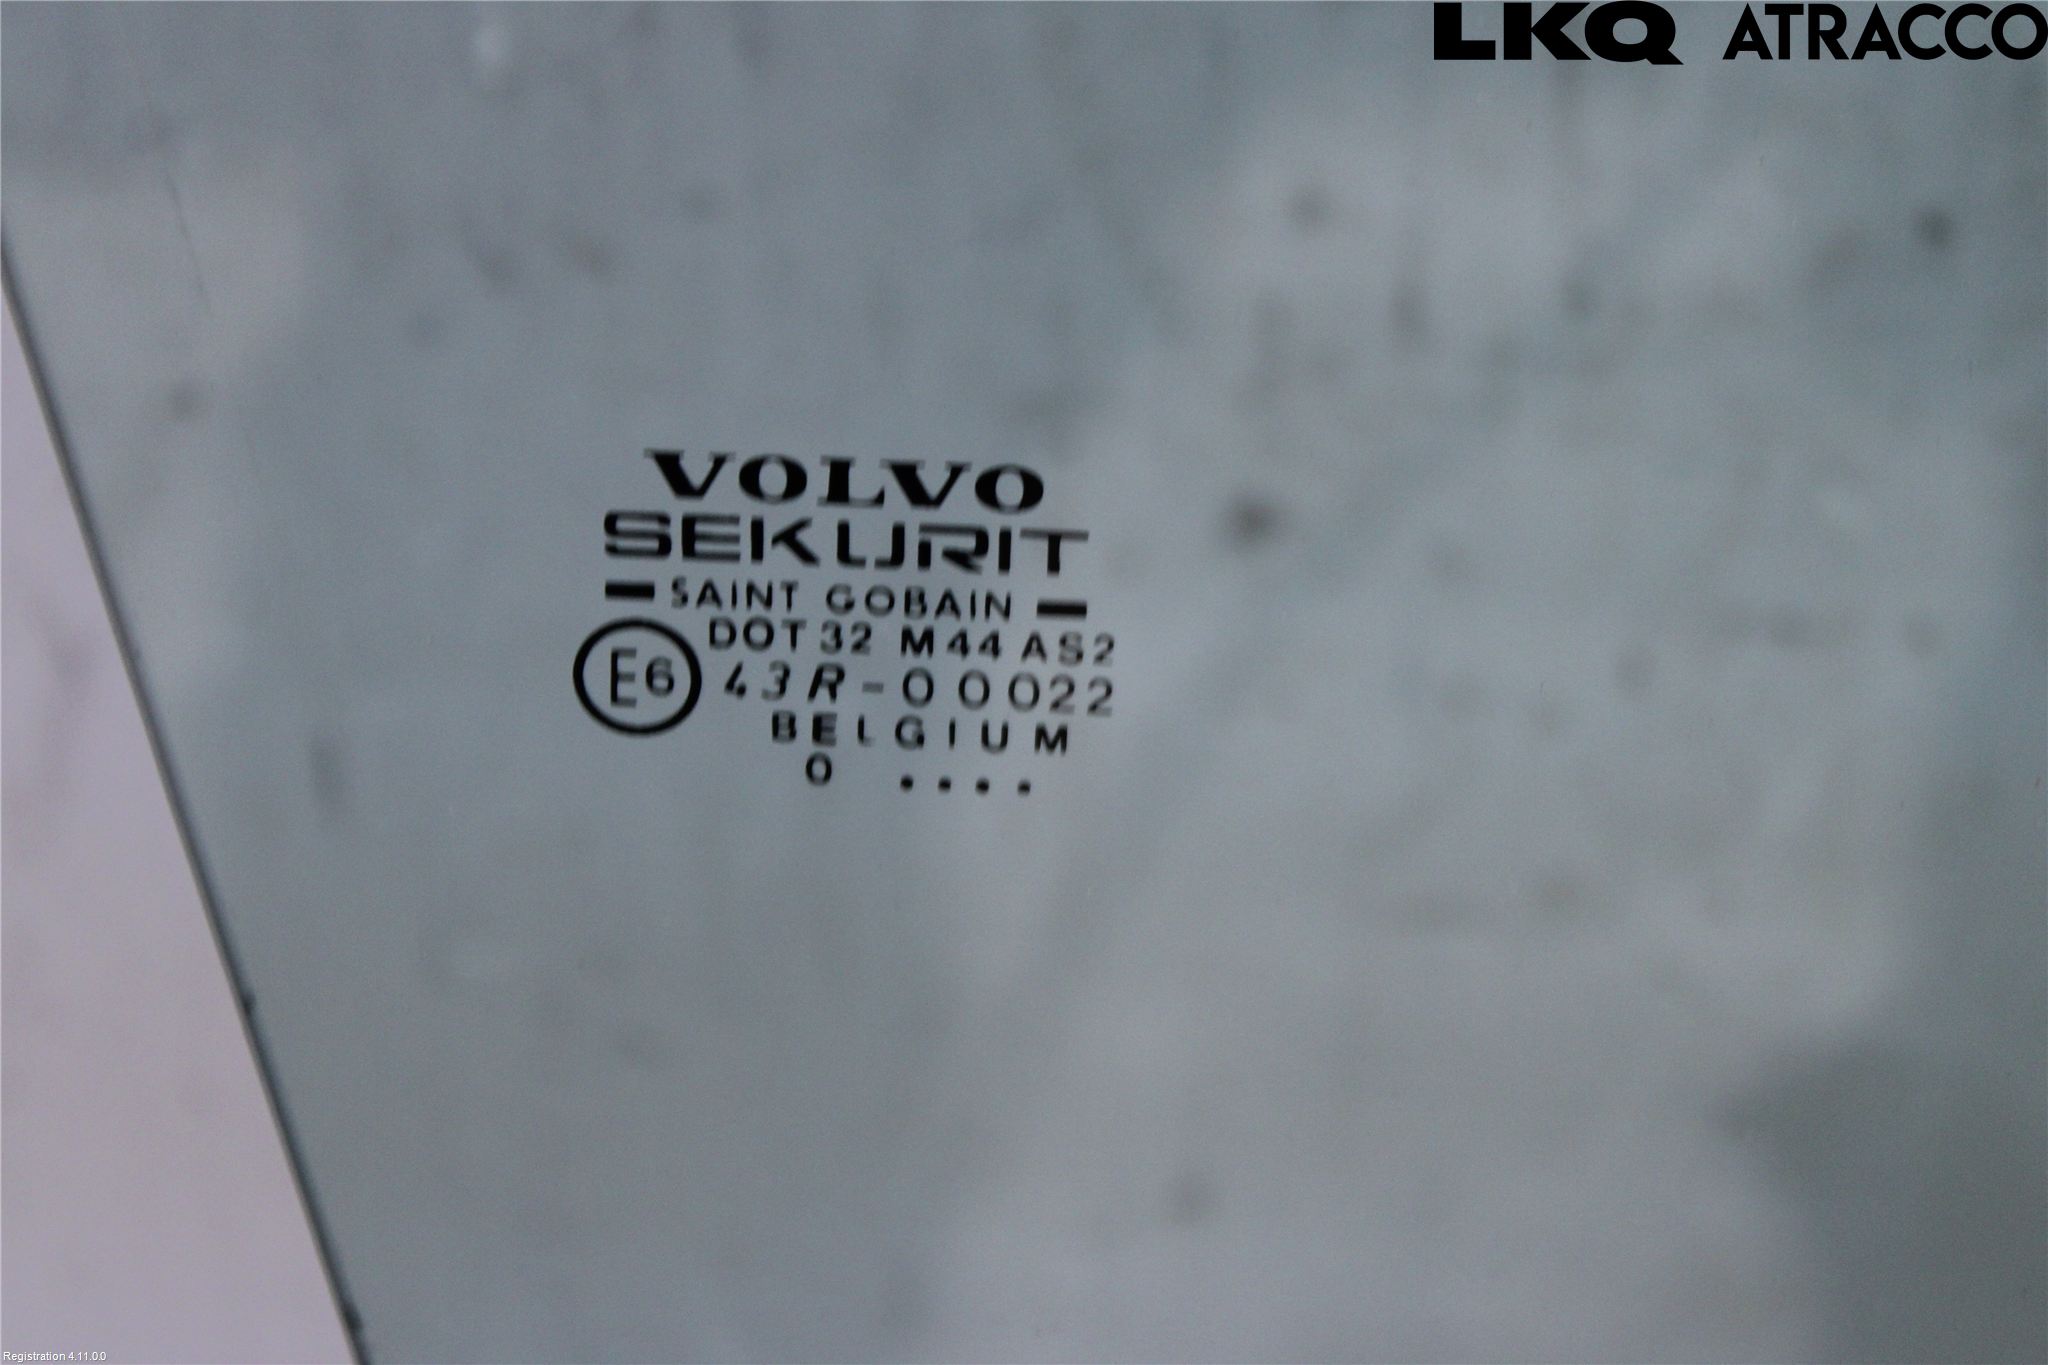 LKQ ATRACCO
VOLVO
SEKURIT
SAINT GOBAIN
DOT 32 M44 AS2
E6 43R-00022
BELGIUM
0 ....
Registration 4.11.0.0